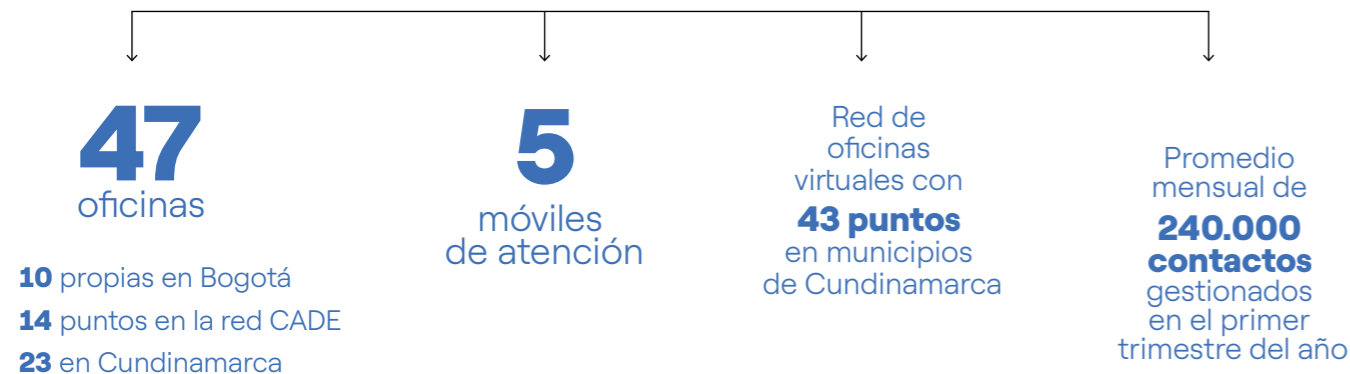 47
oficinas
10 propias en Bogotá
14 puntos en la red CADE
23 en Cundinamarca
5
móviles
de atención
Red de
oficinas
virtuales con
43 puntos
en municipios
de Cundinamarca
Promedio
mensual de
240.000
contactos
gestionados
en el primer
trimestre del año